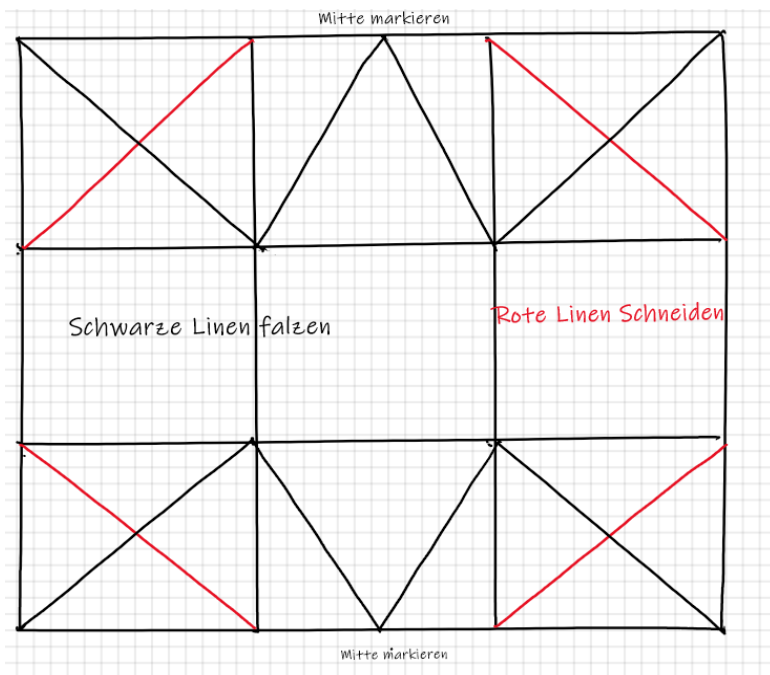 Mitte markieren
Rote Linen Schneiden
Schwarze Linen falzen
Mitte markieren